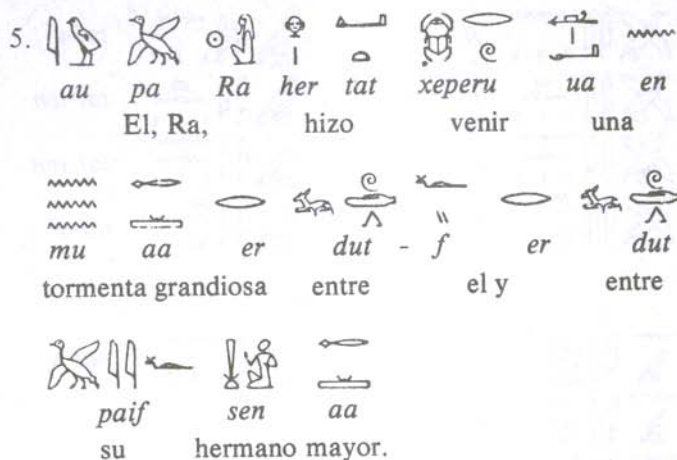 5.
au pa Ra her tat xeperu ua en
El, Ra, hizo venir una
mu aa er dut - f er dut
tormenta grandiosa entre el y entre
paif sen aa
su hermano mayor.